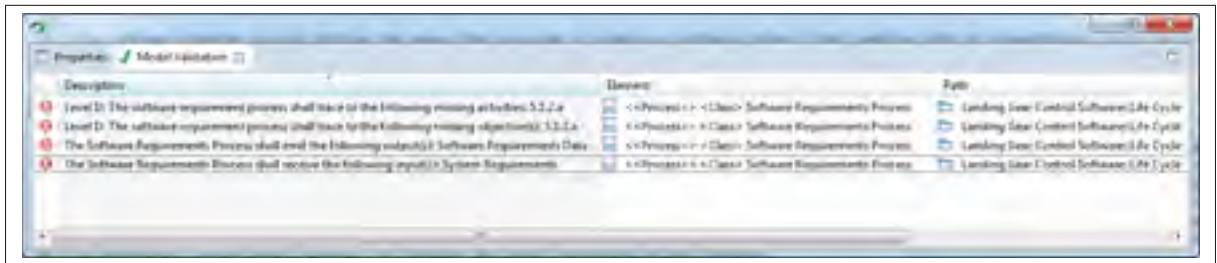 Properties Model Validation
Description Element Path
Level D: The software requirement process shall trace to the following missing activities: 5.1.2.a <<Process>> <Class> Software Requirements Process Landing Gear Control Software::Life Cycle
Level D: The software requirement process shall trace to the following missing objective(s): <<Process>> <Class> Software Requirements Process Landing Gear Control Software::Life Cycle
The Software Requirements Process shall emit the following output(s): Software Requirements Data <<Process>> <Class> Software Requirements Process Landing Gear Control Software::Life Cycle
The Software Requirements Process shall receive the following input(s): System Requirements <<Process>> <Class> Software Requirements Process Landing Gear Control Software::Life Cycle